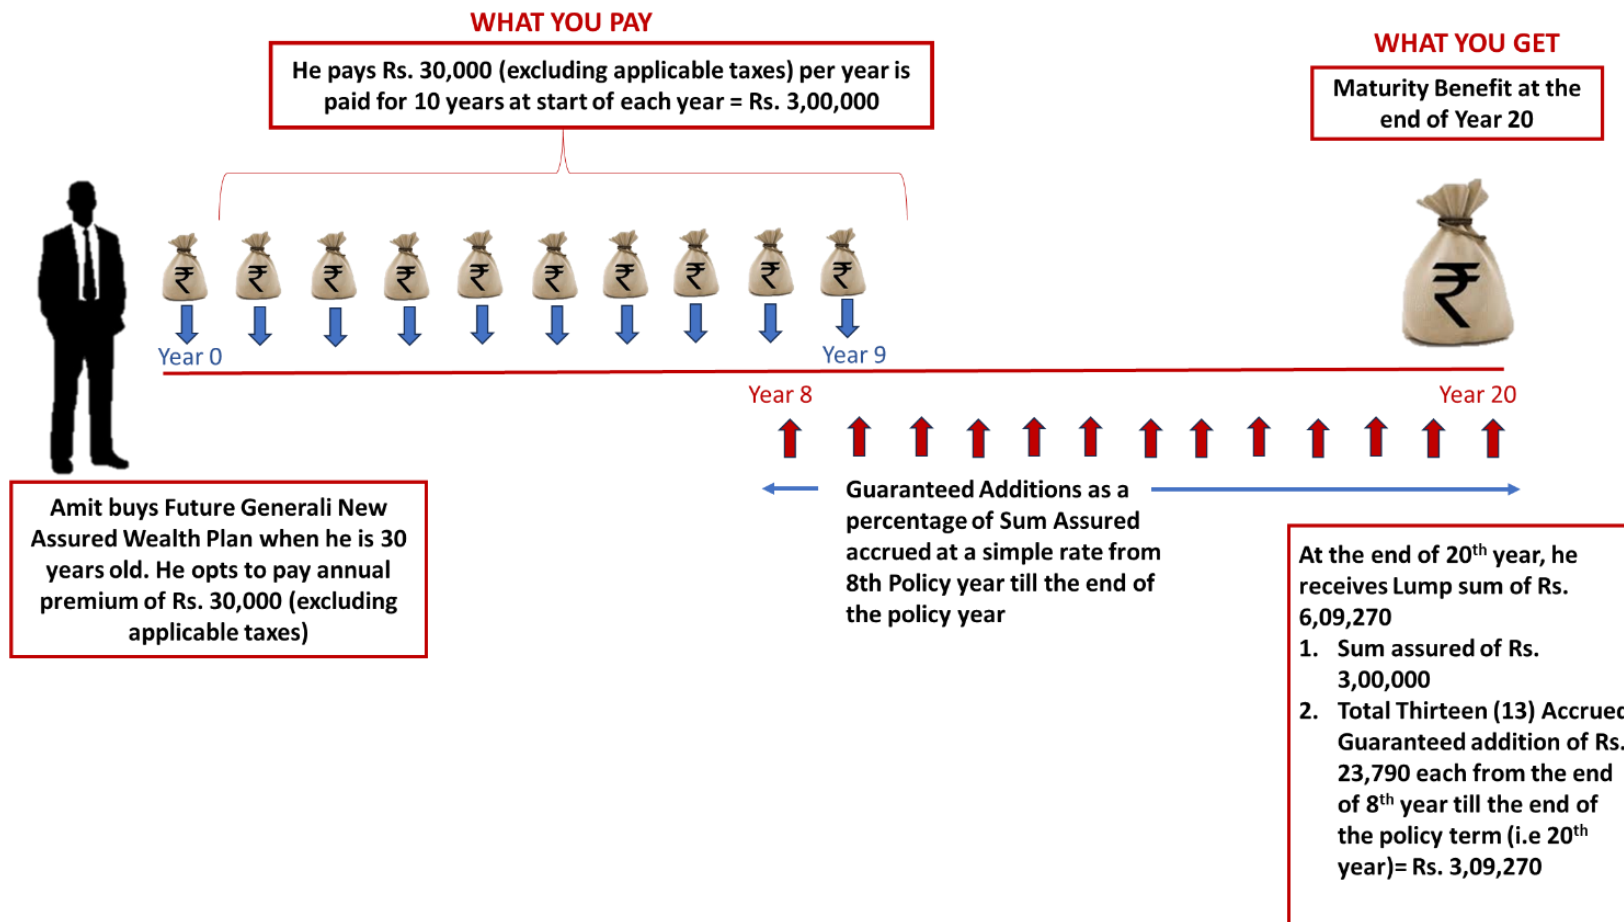 WHAT YOU PAY
He pays Rs. 30,000 (excluding applicable taxes) per year is
paid for 10 years at start of each year = Rs. 3,00,000
WHAT YOU GET
Maturity Benefit at the
end of Year 20
₹ ₹ ₹ ₹ ₹ ₹ ₹ ₹ ₹ ₹
₹
Year 0
Year 9
Year 8
Year 20
Amit buys Future Generali New
Assured Wealth Plan when he is 30
years old. He opts to pay annual
premium of Rs. 30,000 (excluding
applicable taxes)
Guaranteed Additions as a
percentage of Sum Assured
accrued at a simple rate from
8th Policy year till the end of
the policy year
At the end of 20th year, he
receives Lump sum of Rs.
6,09,270
1. Sum assured of Rs.
3,00,000
2. Total Thirteen (13) Accrued
Guaranteed addition of Rs.
23,790 each from the end
of 8th year till the end of
the policy term (i.e 20th
year)= Rs. 3,09,270